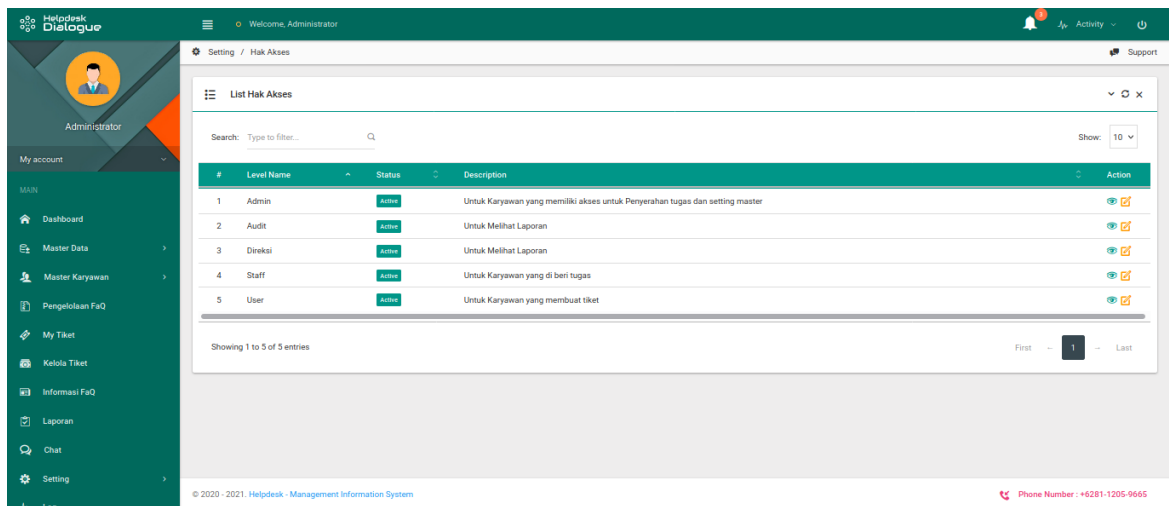 Helpdesk
Dialogue
Welcome, Administrator
3
Activity
Administrator
My account
MAIN
Dashboard
Master Data
Master Karyawan
Pengelolaan FaQ
My Tiket
Kelola Tiket
Informasi FaQ
Laporan
Chat
Setting
Setting / Hak Akses
Support
List Hak Akses
Search: Type to filter...
Show: 10
# Level Name Status Description Action
1 Admin Active Untuk Karyawan yang memiliki akses untuk Penyerahan tugas dan setting master
2 Audit Active Untuk Melihat Laporan
3 Direksi Active Untuk Melihat Laporan
4 Staff Active Untuk Karyawan yang di beri tugas
5 User Active Untuk Karyawan yang membuat tiket
Showing 1 to 5 of 5 entries
First ← 1 → Last
© 2020 - 2021. Helpdesk - Management Information System
Phone Number : +6281-1205-9665